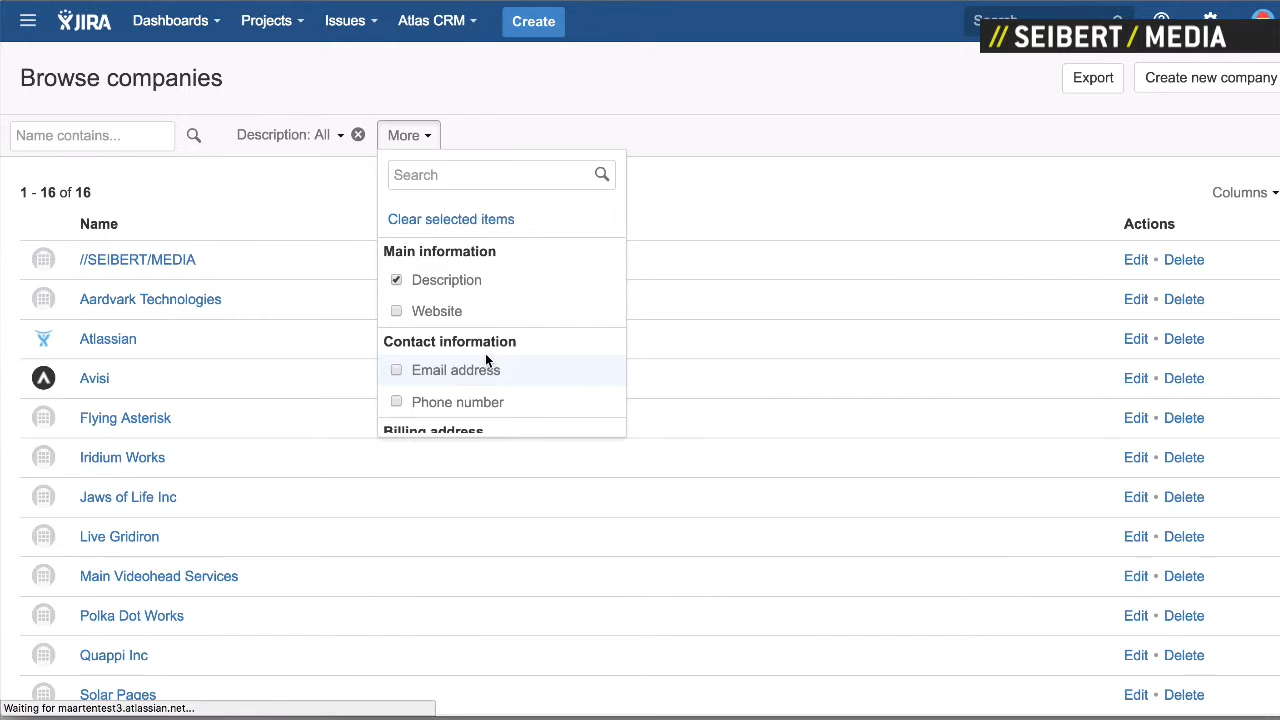 JIRA Dashboards Projects Issues Atlas CRM Create Search
// SEIBERT / MEDIA
Browse companies
Export Create new company
Name contains... Description: All More
Search
1 - 16 of 16
Columns
Clear selected items
Name
Actions
Main information
//SEIBERT/MEDIA
Edit • Delete
Description
Aardvark Technologies
Edit • Delete
Website
Atlassian
Edit • Delete
Contact information
Email address
Avisi
Edit • Delete
Phone number
Flying Asterisk
Edit • Delete
Billing address
Iridium Works
Edit • Delete
Jaws of Life Inc
Edit • Delete
Live Gridiron
Edit • Delete
Main Videohead Services
Edit • Delete
Polka Dot Works
Edit • Delete
Quappi Inc
Edit • Delete
Solar Pages
Edit • Delete
Waiting for maartentest3.atlassian.net...